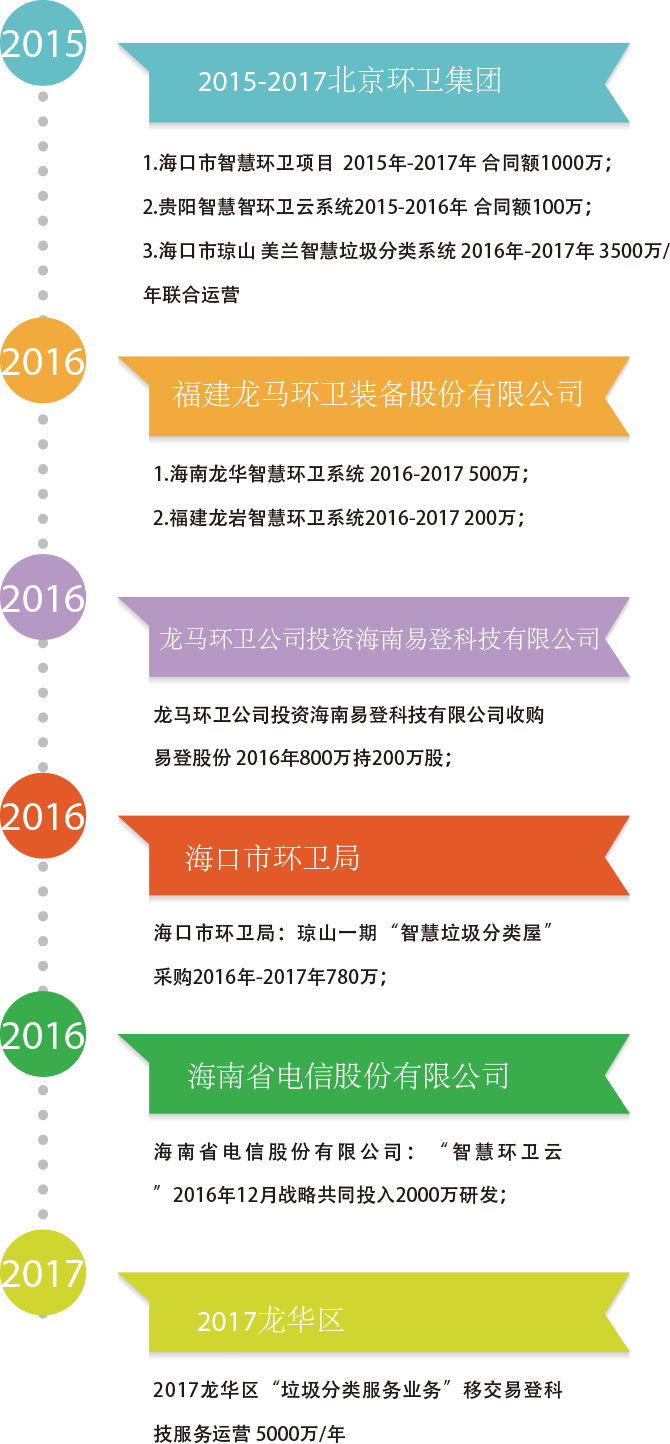 2015
2015-2017北京环卫集团
1.海口市智慧环卫项目 2015年-2017年 合同额1000万；
2.贵阳智慧智环卫云系统2015-2016年 合同额100万；
3.海口市琼山 美兰智慧垃圾分类系统 2016年-2017年 3500万/
年联合运营
2016
福建龙马环卫装备股份有限公司
1.海南龙华智慧环卫系统 2016-2017 500万；
2.福建龙岩智慧环卫系统2016-2017 200万；
2016
龙马环卫公司投资海南易登科技有限公司
龙马环卫公司投资海南易登科技有限公司收购
易登股份 2016年800万持200万股；
2016
海口市环卫局
海口市环卫局：琼山一期“智慧垃圾分类屋”
采购2016年-2017年780万；
2016
海南省电信股份有限公司
海南省电信股份有限公司：“智慧环卫云
”2016年12月战略共同投入2000万研发；
2017
2017龙华区
2017龙华区“垃圾分类服务业务”移交易登科
技服务运营 5000万/年